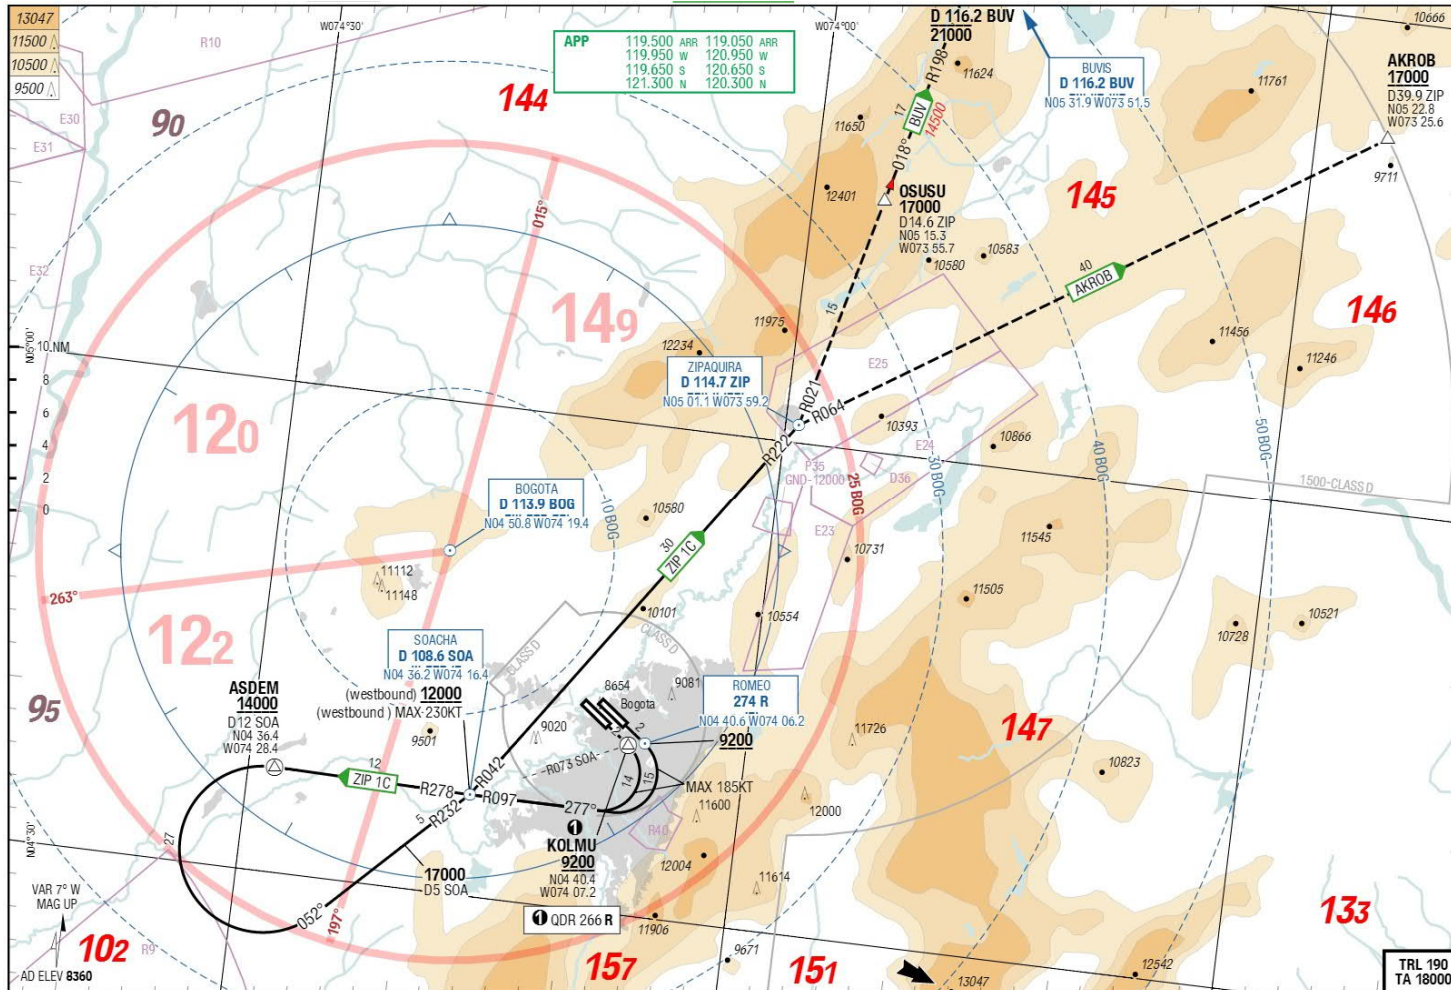 13047
11500
10500
9500
R10
W074°30'
W074°00'
APP 119.500 ARR 119.050 ARR
119.950 W 120.950 W
119.650 S 120.650 S
121.300 N 120.300 N
D 116.2 BUV
21000
BUVIS
D 116.2 BUV
N05 31.9 W073 51.5
10666
AKROB
17000
D39.9 ZIP
N05 22.8
W073 25.6
9711
11624
11761
R198
17
BUV
14500
018°
11650
144
90
E30
E31
E32
015°
12401
OSUSU
17000
D14.6 ZIP
N05 15.3
W073 55.7
10580
10583
145
40
AKROB
146
149
11975
15
12234
11456
11246
N05°00'
10 NM
8
6
4
2
0
ZIPAQUIRA
D 114.7 ZIP
N05 01.1 W073 59.2
E25
R021
R064
R222
10393
E24
10866
P35
GND-12000
D36
25 BOG
30 BOG
40 BOG
50 BOG
1500-CLASS D
120
BOGOTA
D 113.9 BOG
N04 50.8 W074 19.4
10 BOG
10580
E23
30
ZIP 1C
10731
11545
11112
11148
263°
11505
10101
10554
10728
10521
122
SOACHA
D 108.6 SOA
N04 36.2 W074 16.4
(westbound) 12000
(westbound ) MAX 230KT
CLASS D
CLASS D
8654
Bogota
9081
ROMEO
274 R
N04 40.6 W074 06.2
9200
95
ASDEM
14000
D12 SOA
N04 36.4
W074 28.4
9501
9020
2
2
R073 SOA
11726
147
12
ZIP 1C
R278
R042
R097
R232
5
277°
14
15
MAX 185KT
11600
12000
10823
27
N04°30'
1
KOLMU
9200
N04 40.4
W074 07.2
R40
12004
11614
17000
D5 SOA
052°
197°
1 QDR 266 R
11906
VAR 7° W
MAG UP
102
R9
AD ELEV 8360
157
9671
151
13047
12542
133
TRL 190
TA 18000